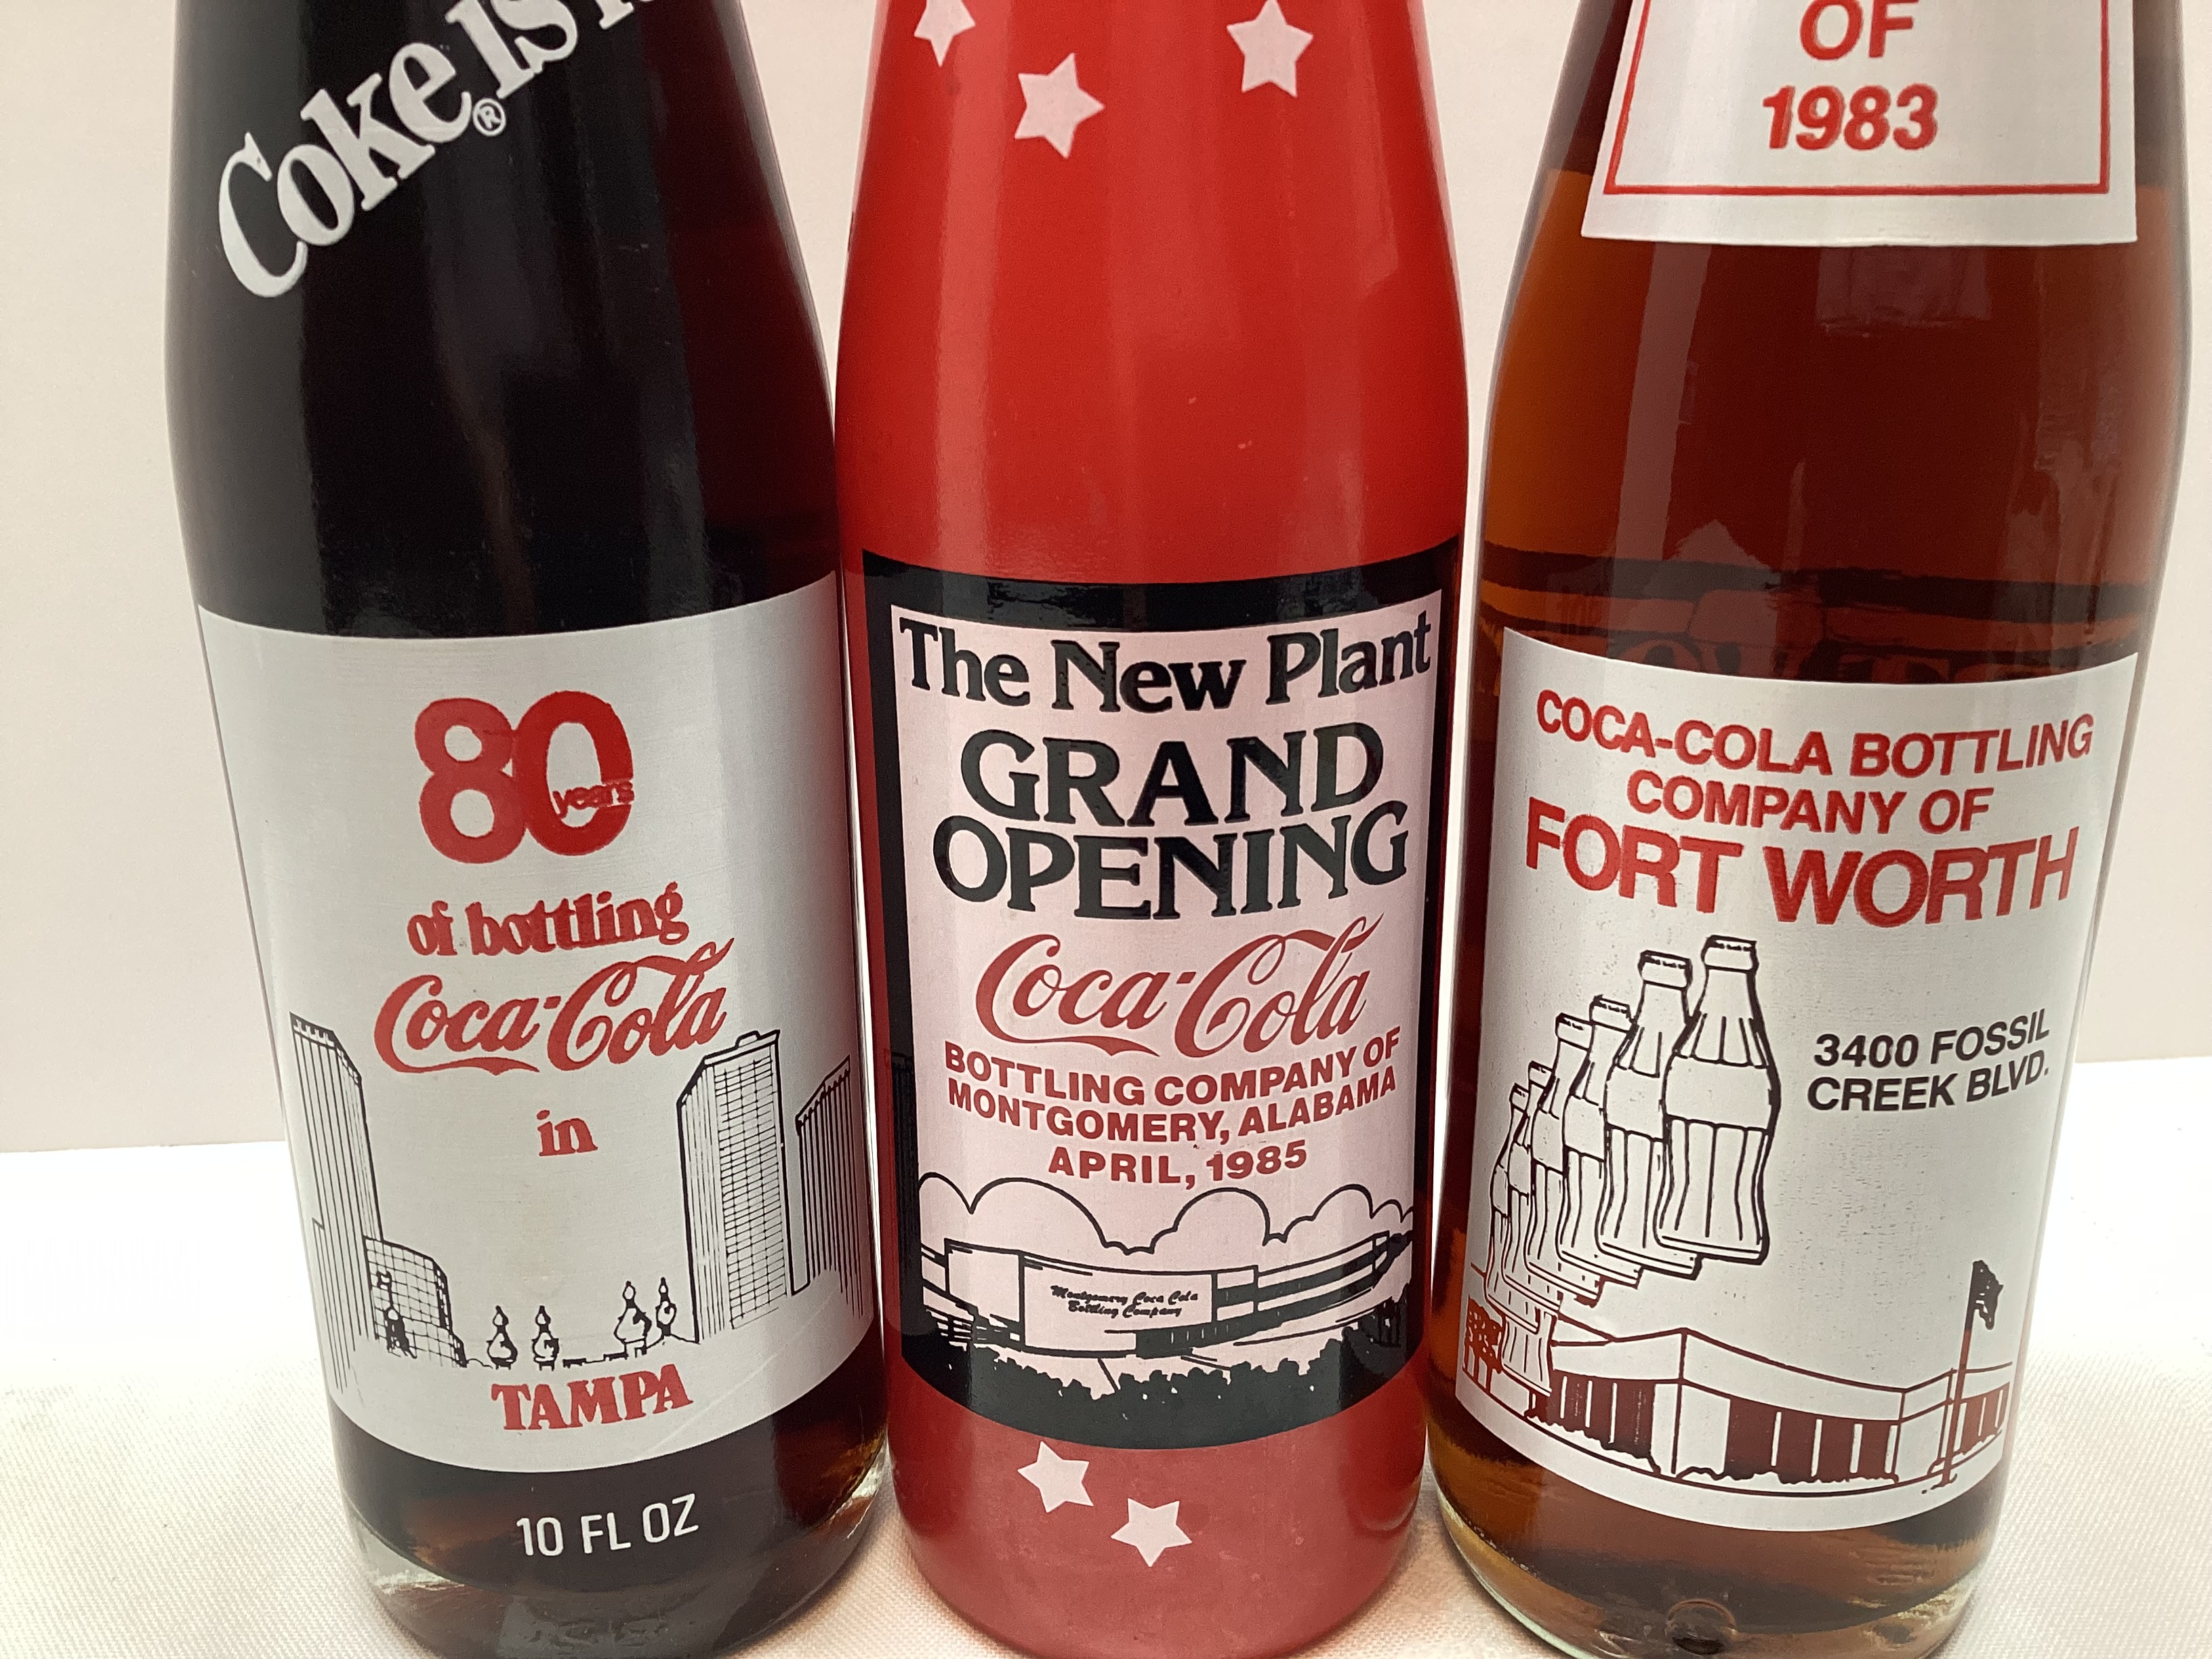 Coke is
®
80
years
of bottling
Coca-Cola
in
TAMPA
10 FL OZ
The New Plant
GRAND
OPENING
Coca-Cola
BOTTLING COMPANY OF
MONTGOMERY, ALABAMA
APRIL, 1985
Montgomery Coca Cola
Bottling Company
OF
1983
COCA-COLA BOTTLING
COMPANY OF
FORT WORTH
3400 FOSSIL
CREEK BLVD.